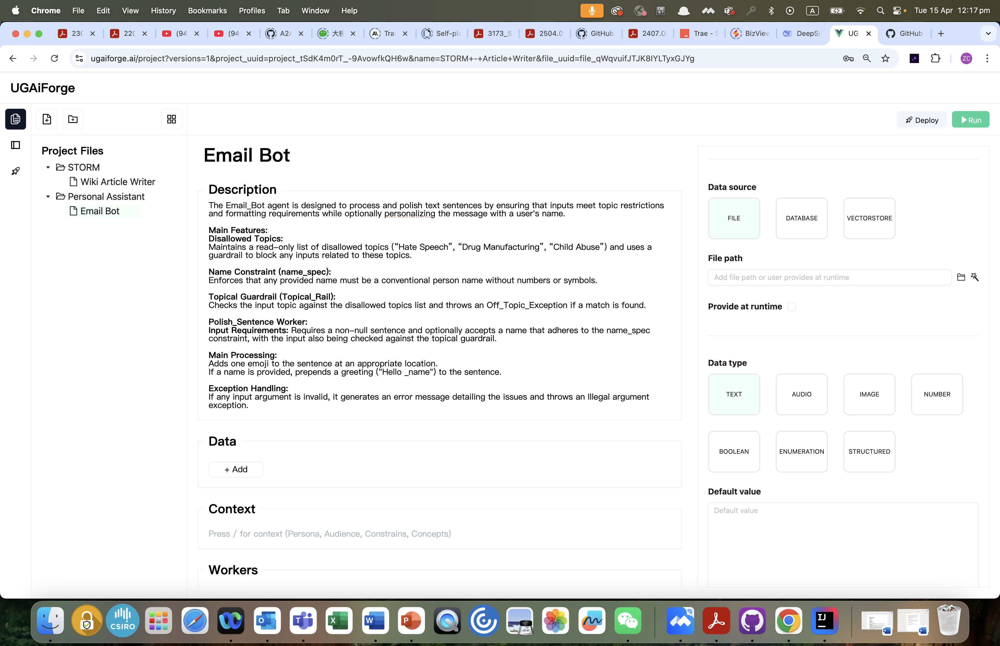 Chrome File Edit View History Bookmarks Profiles Tab Window Help
A
Tue 15 Apr 12:17 pm
230
220
(94
(94
A2A
大模
Trac
Self-pla
3173_S
2504.0
GitHub
2407.0
Trae - S
BizView
DeepSi
UG
GitHub
ugaiforge.ai/project?versions=1&project_uuid=project_tSdK4m0rT_-9AvowfkQH6w&name=STORM+-+Article+Writer&file_uuid=file_qWqvuifJTJK8IYLTyxGJYg
ZC
UGAiForge
Deploy
Run
Project Files
STORM
Wiki Article Writer
Personal Assistant
Email Bot
Email Bot
Description
The Email_Bot agent is designed to process and polish text sentences by ensuring that inputs meet topic restrictions
and formatting requirements while optionally personalizing the message with a user's name.
Main Features:
Disallowed Topics:
Maintains a read-only list of disallowed topics (“Hate Speech”, “Drug Manufacturing”, “Child Abuse”) and uses a
guardrail to block any inputs related to these topics.
Name Constraint (name_spec):
Enforces that any provided name must be a conventional person name without numbers or symbols.
Topical Guardrail (Topical_Rail):
Checks the input topic against the disallowed topics list and throws an Off_Topic_Exception if a match is found.
Polish_Sentence Worker:
Input Requirements: Requires a non-null sentence and optionally accepts a name that adheres to the name_spec
constraint, with the input also being checked against the topical guardrail.
Main Processing:
Adds one emoji to the sentence at an appropriate location.
If a name is provided, prepends a greeting ("Hello _name") to the sentence.
Exception Handling:
If any input argument is invalid, it generates an error message detailing the issues and throws an Illegal argument
exception.
Data
+ Add
Context
Press / for context (Persona, Audience, Constrains, Concepts)
Workers
Data source
FILE
DATABASE
VECTORSTORE
File path
Add file path or user provides at runtime
Provide at runtime
Data type
TEXT
AUDIO
IMAGE
NUMBER
BOOLEAN
ENUMERATION
STRUCTURED
Default value
Default value
CSIRO
IJ